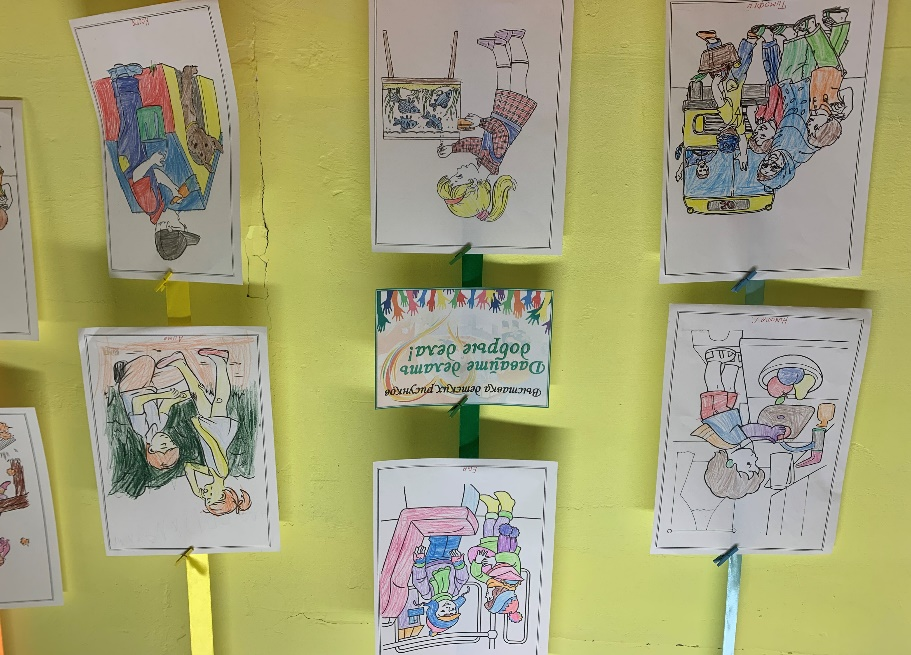 Выставка детских рисунков
Давайте делать
добрые дела!